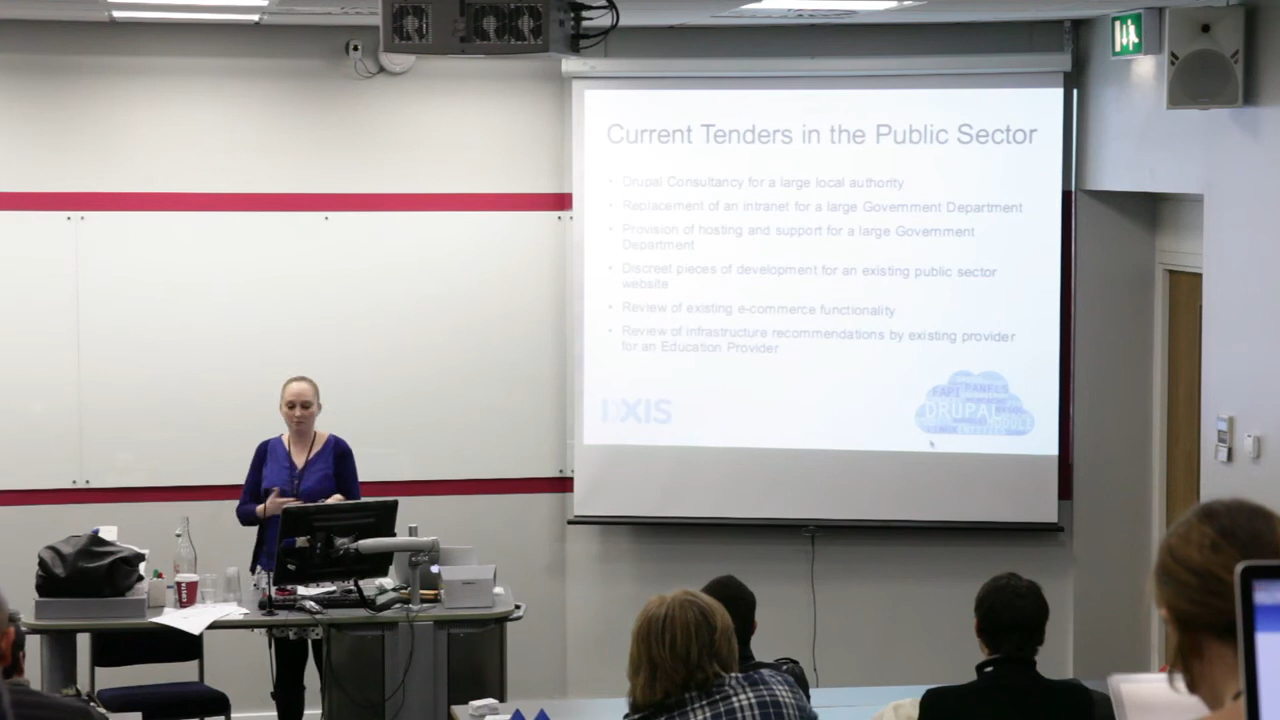 Current Tenders in the Public Sector
• Drupal Consultancy for a large local authority
• Replacement of an intranet for a large Government Department
• Provision of hosting and support for a large Government
Department
• Discreet pieces of development for an existing public sector
website
• Review of existing e-commerce functionality
• Review of infrastructure recommendations by existing provider
for an Education Provider
IXIS
FAPI PANELS
DRUPAL
MODULE